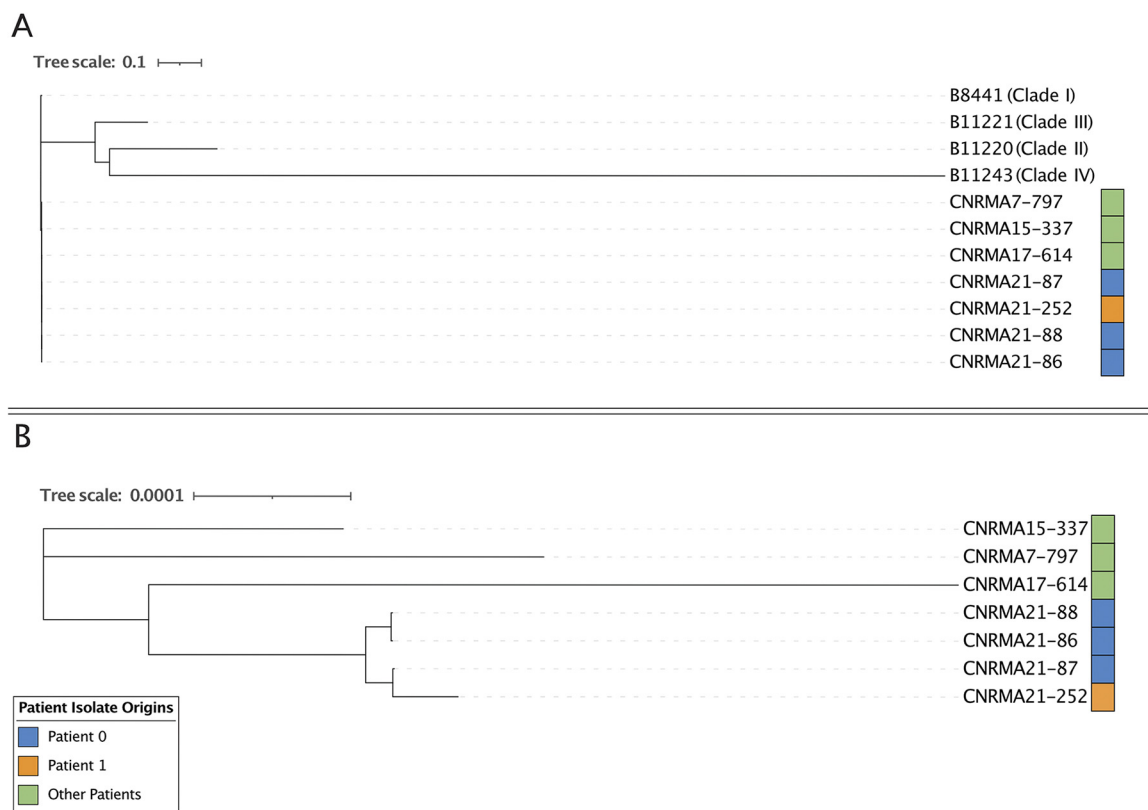 A
Tree scale: 0.1
B8441 (Clade I)
B11221 (Clade III)
B11220 (Clade II)
B11243 (Clade IV)
CNRMA7-797
CNRMA15-337
CNRMA17-614
CNRMA21-87
CNRMA21-252
CNRMA21-88
CNRMA21-86
B
Tree scale: 0.0001
CNRMA15-337
CNRMA7-797
CNRMA17-614
CNRMA21-88
CNRMA21-86
CNRMA21-87
CNRMA21-252
Patient Isolate Origins
Patient 0
Patient 1
Other Patients